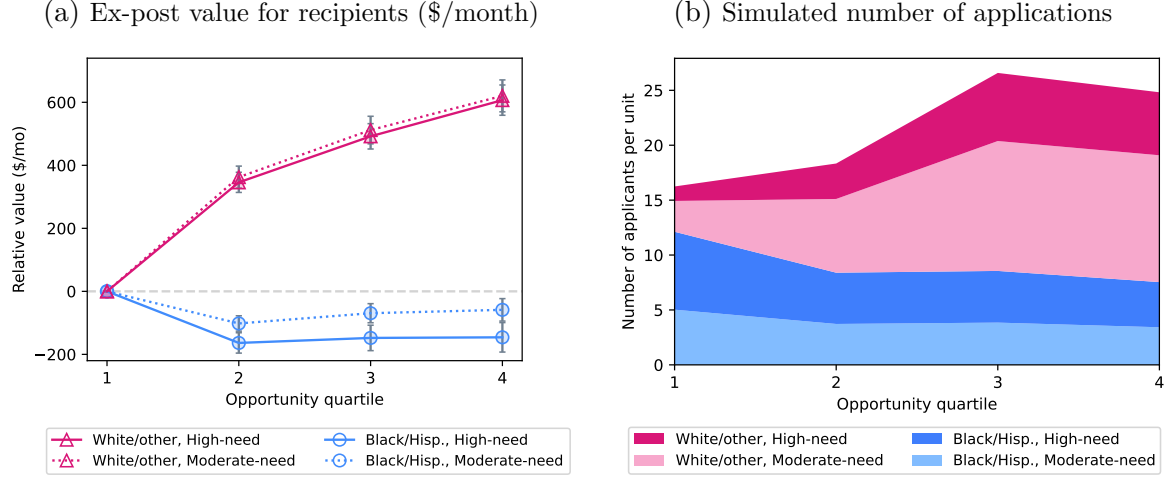 (a) Ex-post value for recipients ($/month)
Relative value ($/mo)
600
400
200
0
−200
1 2 3 4
Opportunity quartile
White/other, High-need
White/other, Moderate-need
Black/Hisp., High-need
Black/Hisp., Moderate-need
(b) Simulated number of applications
Number of applicants per unit
25
20
15
10
5
0
1 2 3 4
Opportunity quartile
White/other, High-need
White/other, Moderate-need
Black/Hisp., High-need
Black/Hisp., Moderate-need